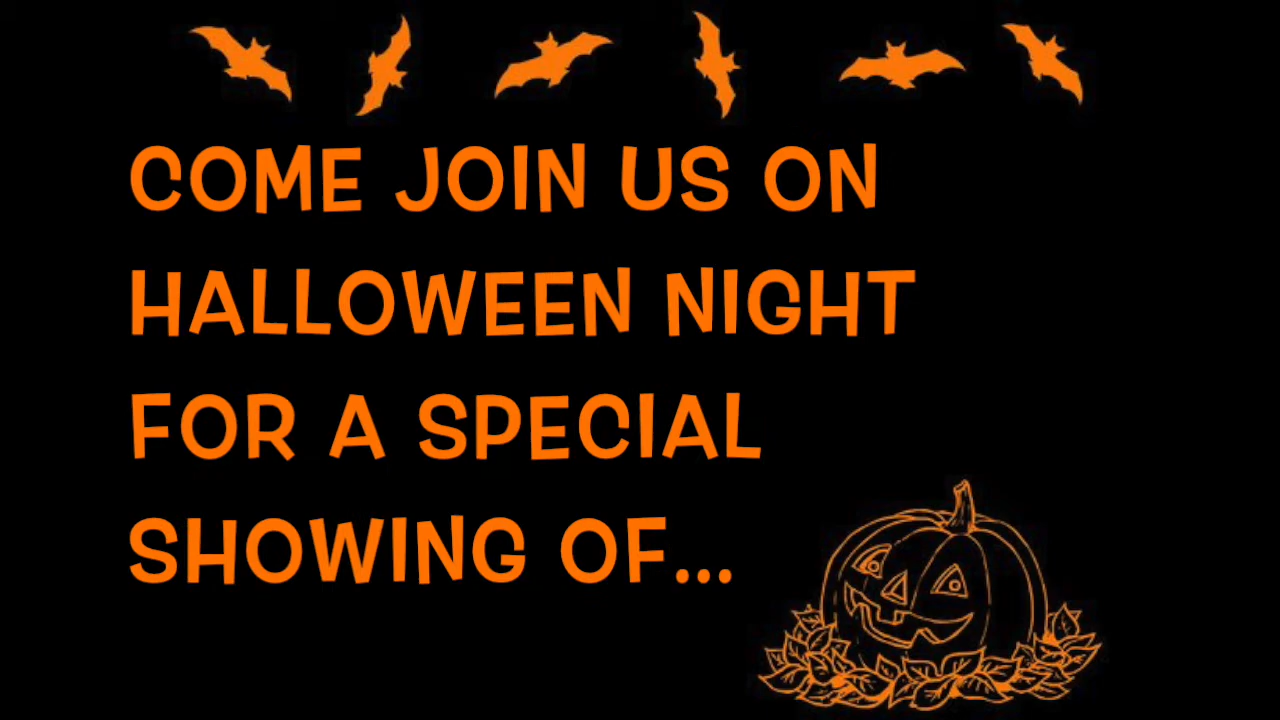 COME JOIN US ON
HALLOWEEN NIGHT
FOR A SPECIAL
SHOWING OF...